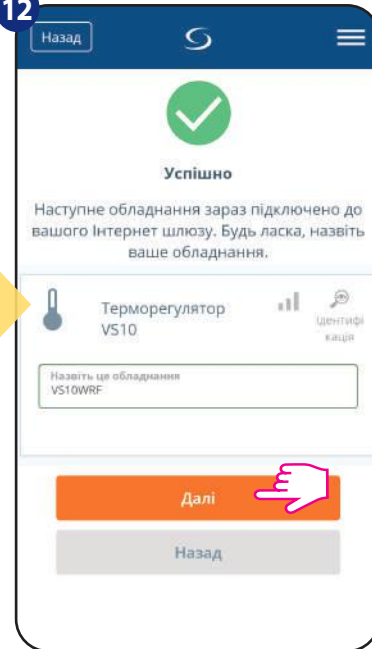 12
Назад
Успішно
Наступне обладнання зараз підключено до
вашого Інтернет шлюзу. Будь ласка, назвіть
ваше обладнання.
Терморегулятор
VS10
Ідентифі
кація
Назвіть це обладнання
VS10WRF
Далі
Назад